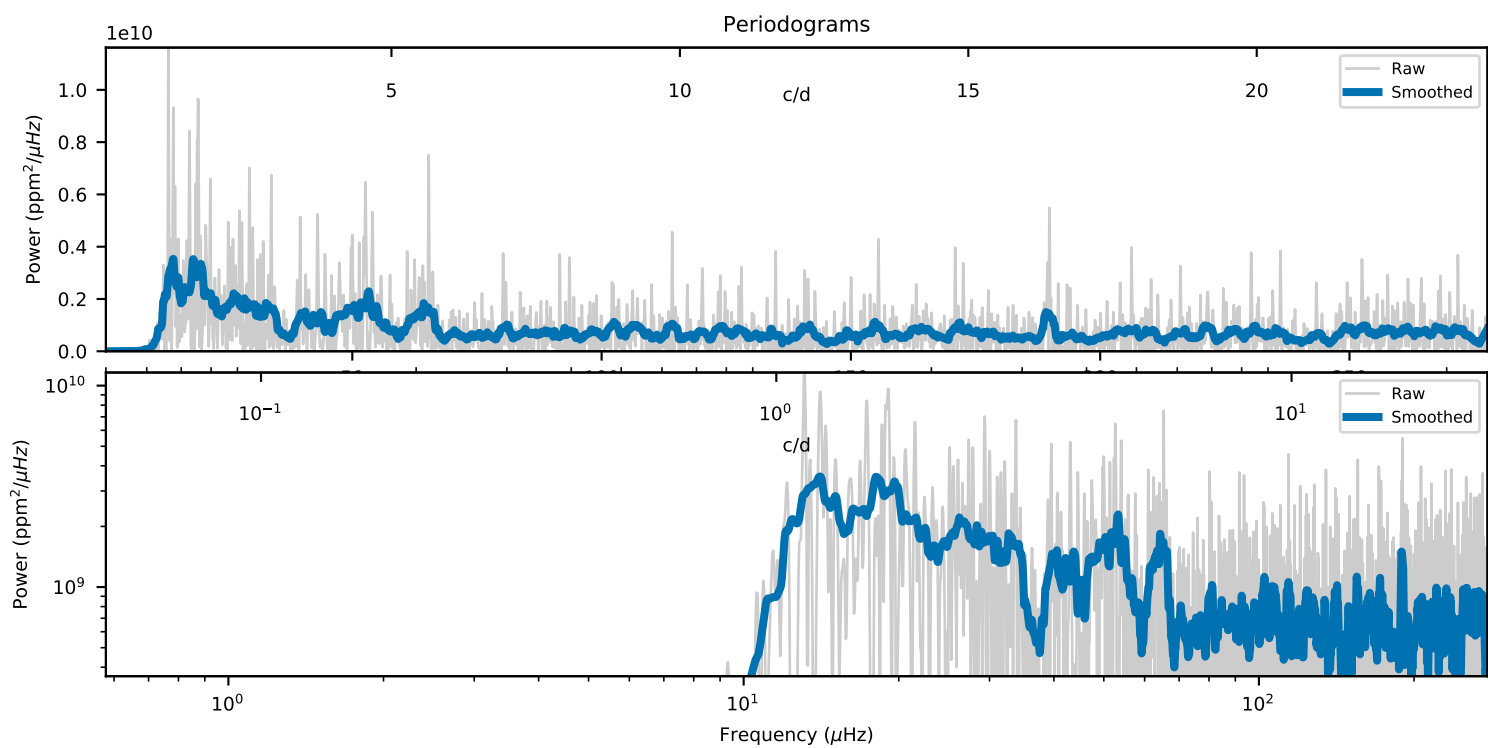 Periodograms
1e10
5 10 15 20
c/d
Raw
Smoothed
1.0
0.8
0.6
0.4
0.2
0.0
Power (ppm²/μHz)
10¹⁰
10⁹
10⁻¹ 10⁰ 10¹
c/d
Raw
Smoothed
Power (ppm²/μHz)
10⁰ 10¹ 10²
Frequency (μHz)